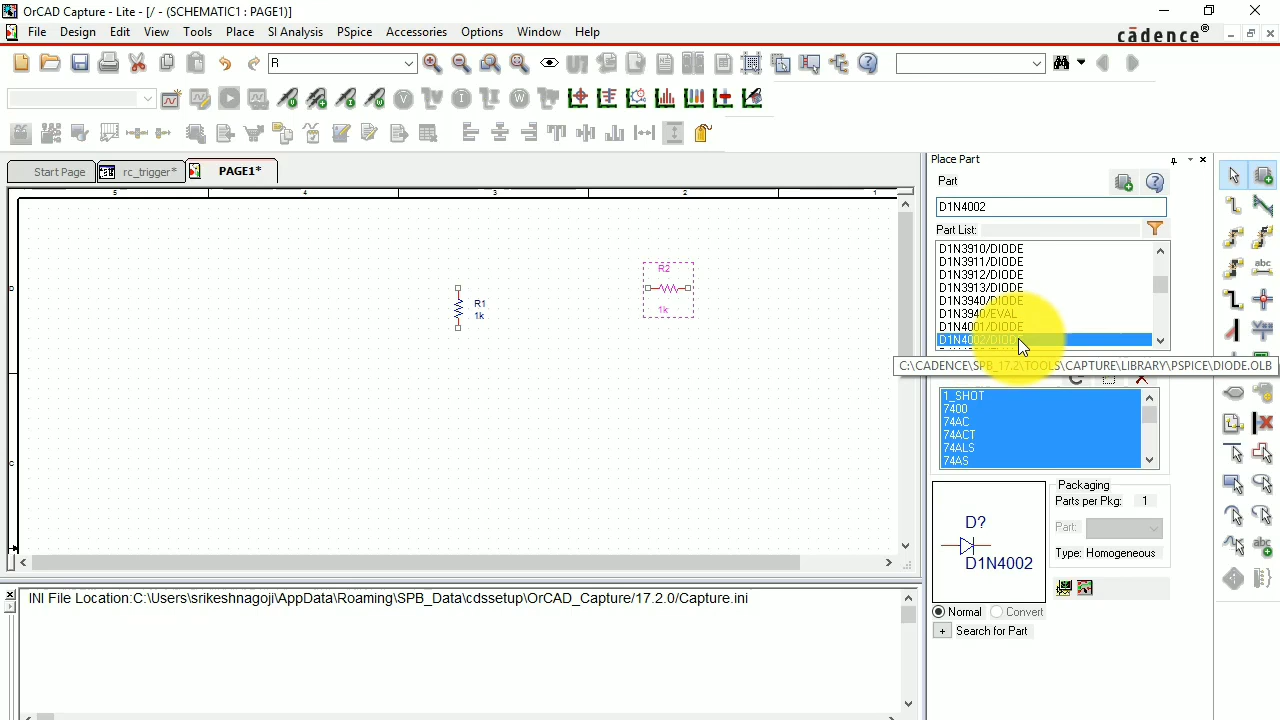 OrCAD Capture - Lite - [/ - (SCHEMATIC1 : PAGE1)]
File Design Edit View Tools Place SI Analysis PSpice Accessories Options Window Help
cādence®
R
Start Page
rc_trigger*
PAGE1*
5 4 3 2 1
D
C
R1
1k
R2
1k
Place Part
Part
D1N4002
Part List:
D1N3910/DIODE
D1N3911/DIODE
D1N3912/DIODE
D1N3913/DIODE
D1N3940/DIODE
D1N3940/EVAL
D1N4001/DIODE
D1N4002/DIODE
C:\CADENCE\SPB_17.2\TOOLS\CAPTURE\LIBRARY\PSPICE\DIODE.OLB
1_SHOT
7400
74AC
74ACT
74ALS
74AS
D?
D1N4002
Packaging
Parts per Pkg: 1
Part:
Type: Homogeneous
Normal Convert
+ Search for Part
INI File Location:C:\Users\srikeshnagoji\AppData\Roaming\SPB_Data\cdssetup\OrCAD_Capture/17.2.0/Capture.ini